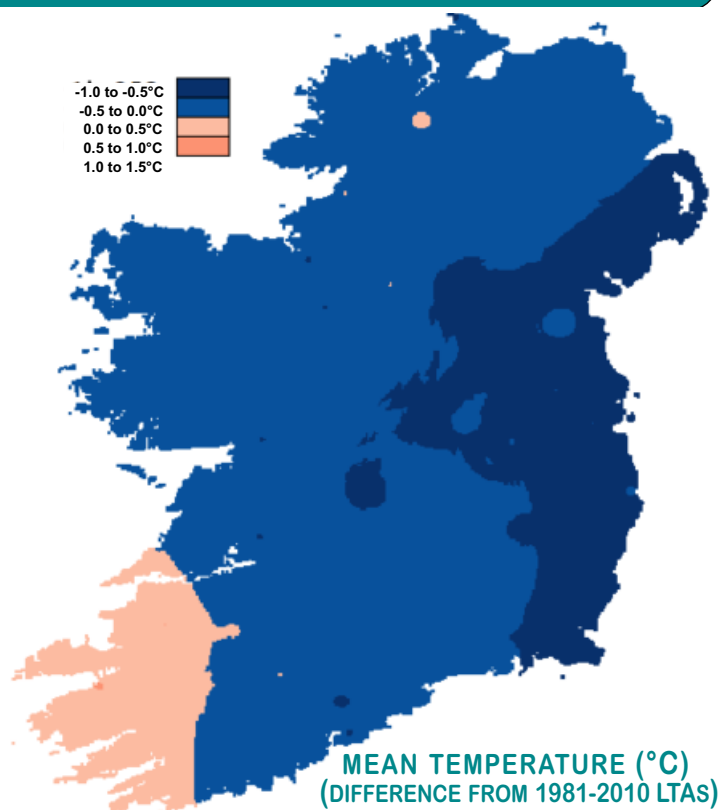 -1.0 to -0.5°C
-0.5 to 0.0°C
0.0 to 0.5°C
0.5 to 1.0°C
1.0 to 1.5°C
MEAN TEMPERATURE (°C)
(DIFFERENCE FROM 1981-2010 LTAS)